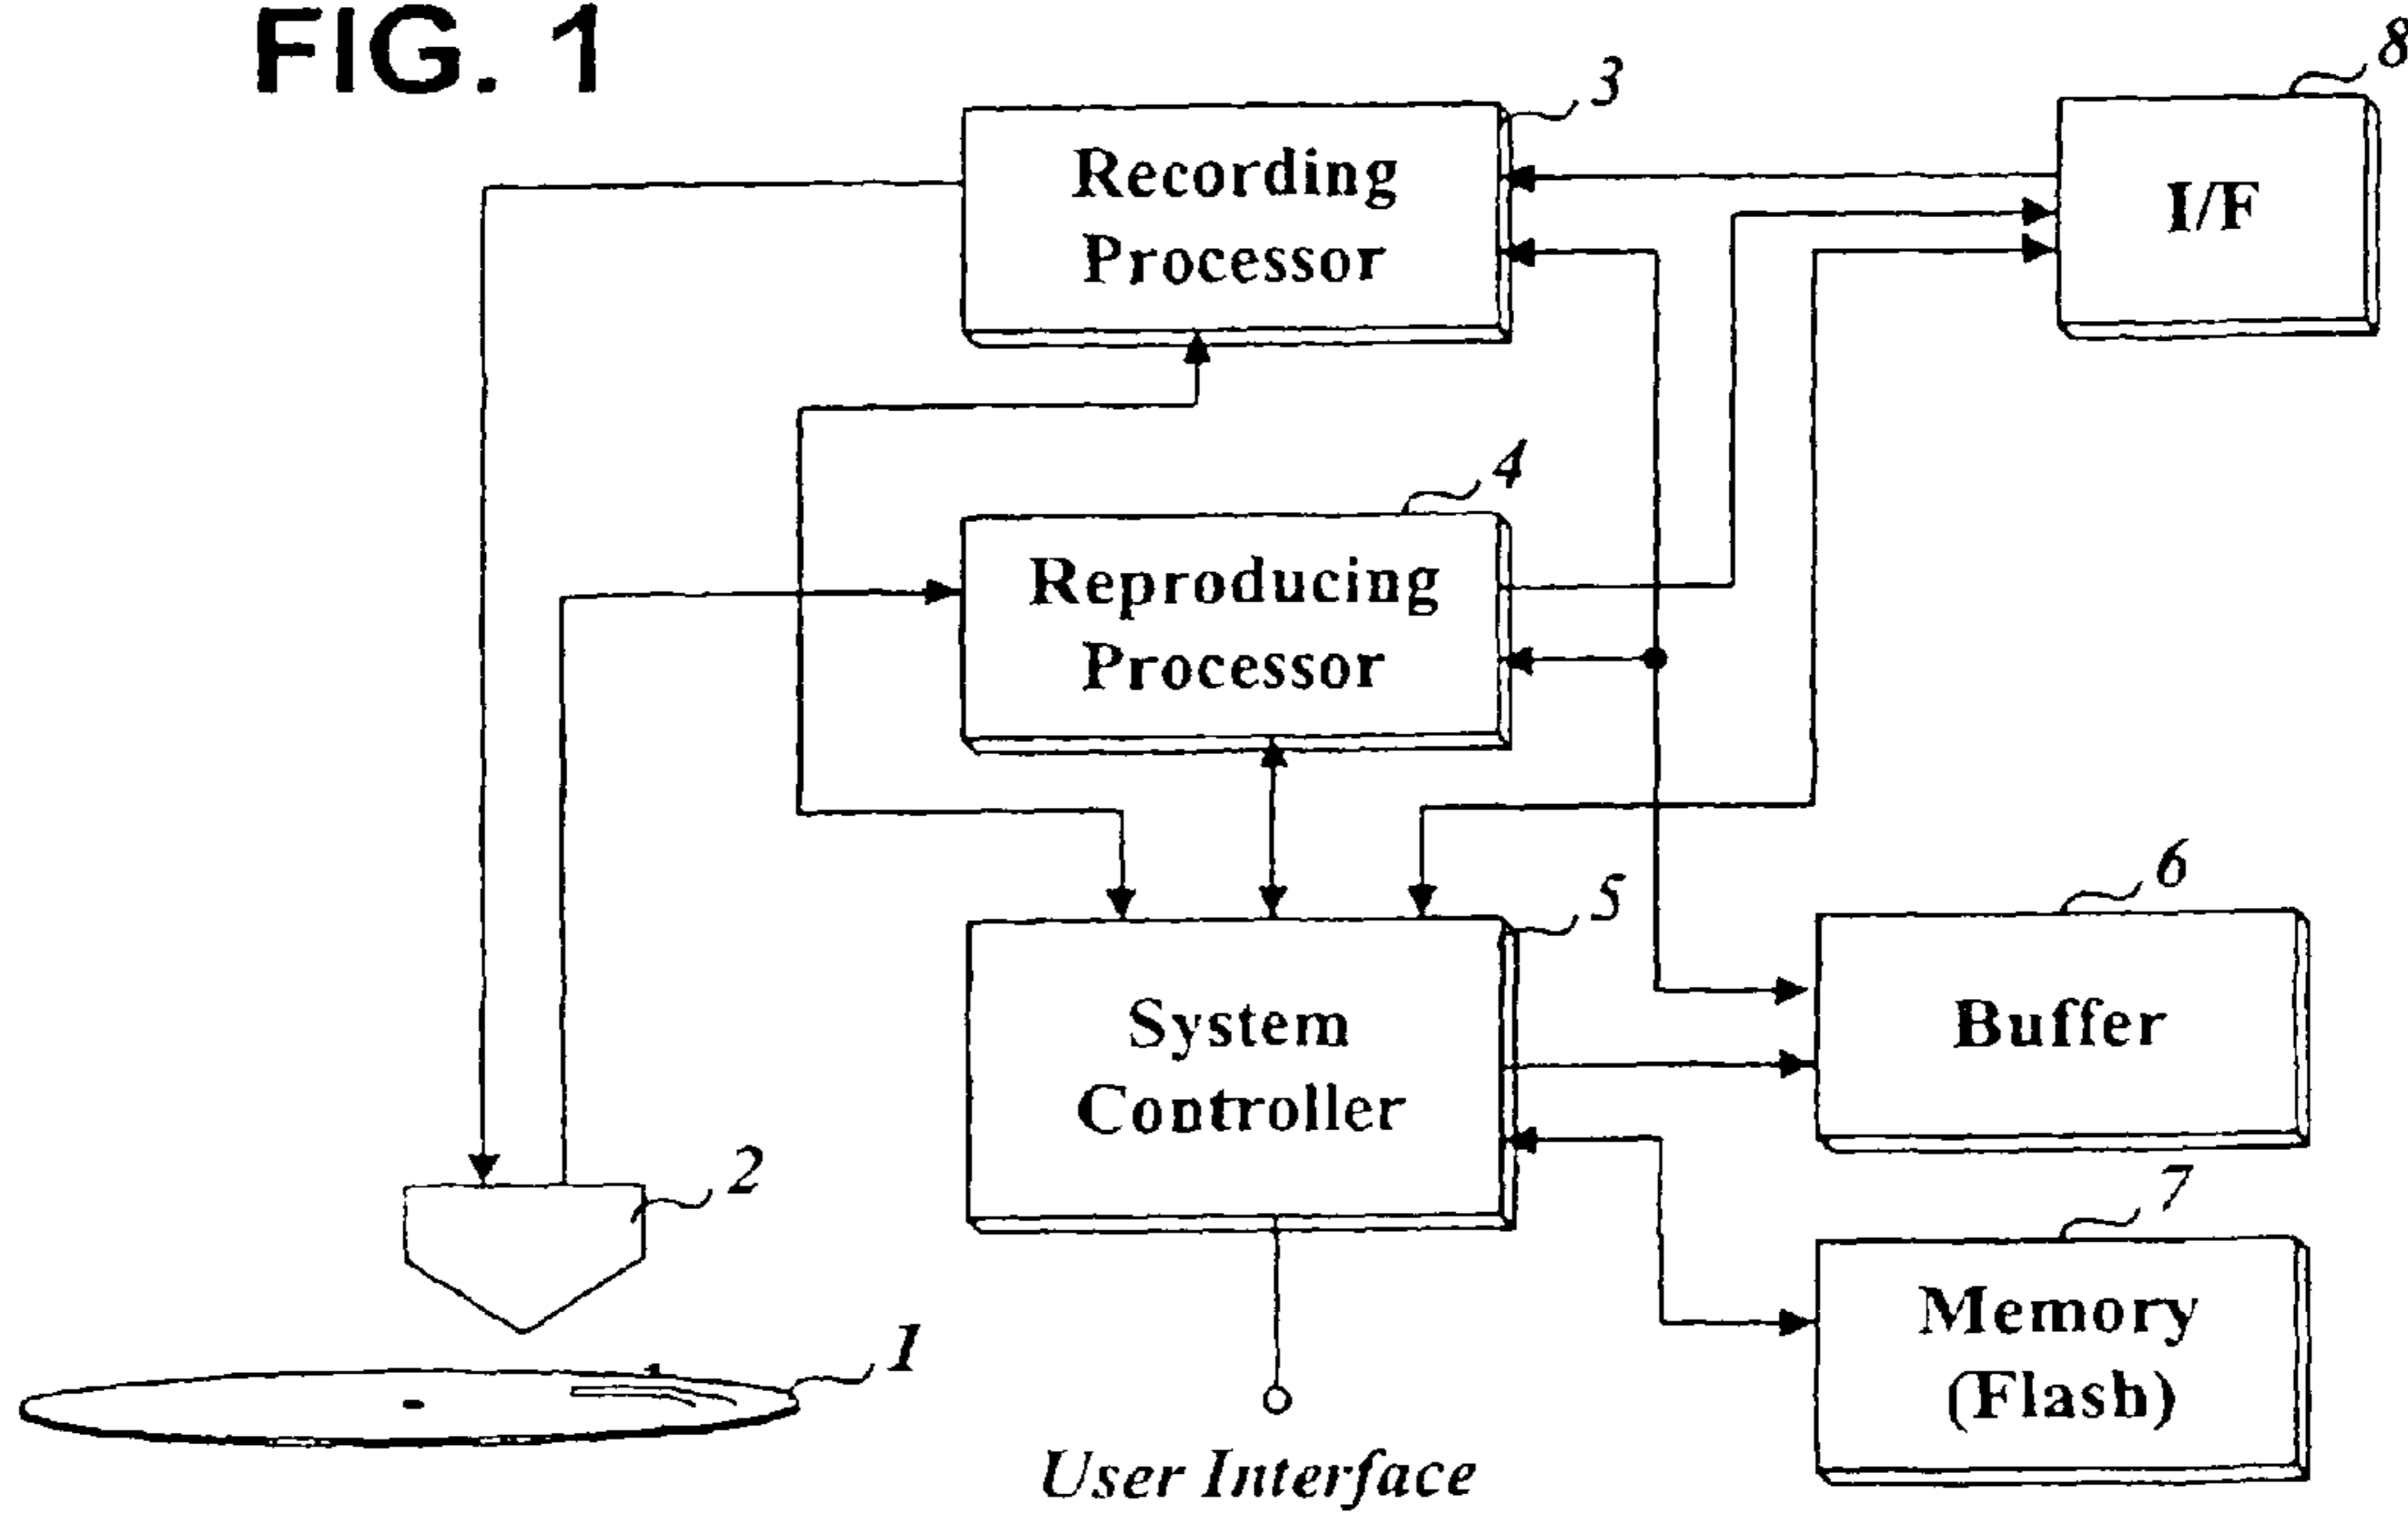 FIG. 1
3
8
Recording
Processor
I/F
4
Reproducing
Processor
5
6
System
Controller
Buffer
2
7
Memory
(Flash)
1
User Interface